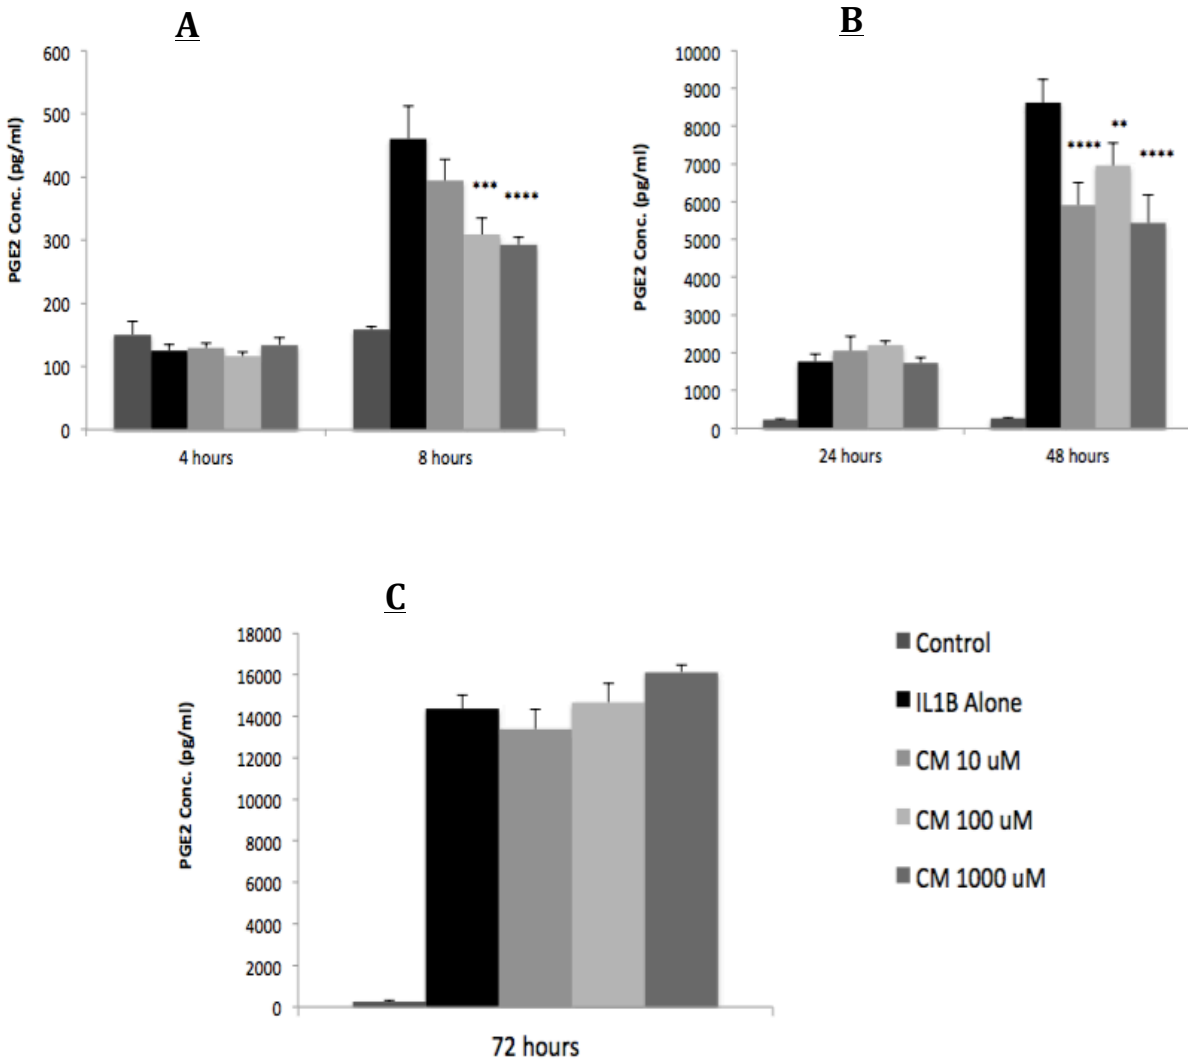 A
600
500
400
300
200
100
0
PGE2 Conc. (pg/ml)
***
****
4 hours
8 hours
B
10000
9000
8000
7000
6000
5000
4000
3000
2000
1000
0
PGE2 Conc. (pg/ml)
****
**
****
24 hours
48 hours
C
18000
16000
14000
12000
10000
8000
6000
4000
2000
0
PGE2 Conc. (pg/ml)
72 hours
Control
IL1B Alone
CM 10 uM
CM 100 uM
CM 1000 uM